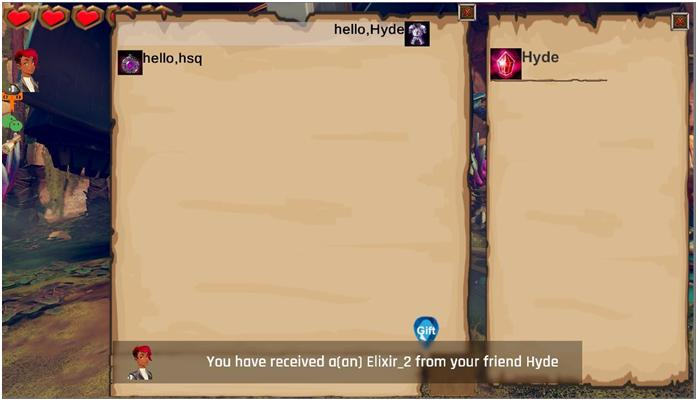 hello,Hyde
hello,hsq
Hyde
Gift
You have received a(an) Elixir_2 from your friend Hyde